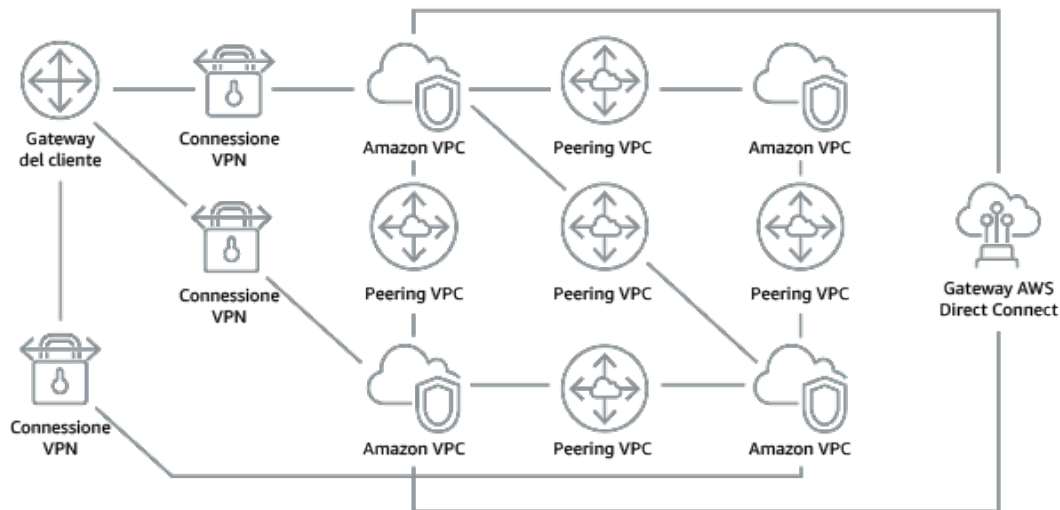 Gateway
del cliente
Connessione
VPN
Amazon VPC
Peering VPC
Amazon VPC
Connessione
VPN
Peering VPC
Peering VPC
Peering VPC
Gateway AWS
Direct Connect
Connessione
VPN
Amazon VPC
Peering VPC
Amazon VPC